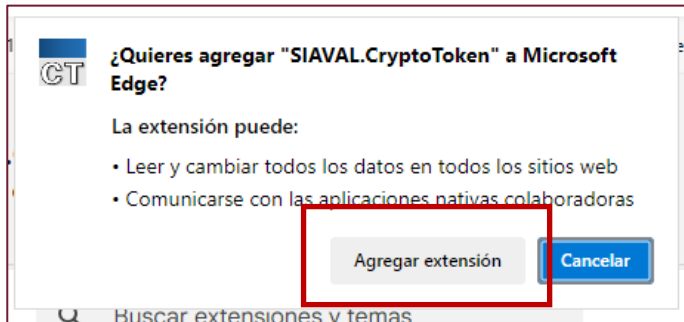 CT
¿Quieres agregar "SIAVAL.CryptoToken" a Microsoft
Edge?
La extensión puede:
• Leer y cambiar todos los datos en todos los sitios web
• Comunicarse con las aplicaciones nativas colaboradoras
Agregar extensión
Cancelar
Buscar extensiones y temas